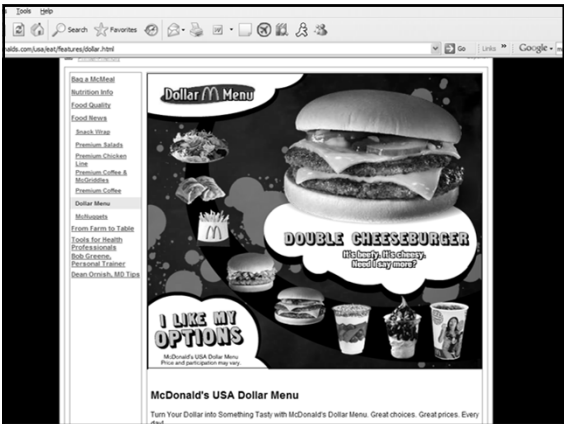 Tools Help
Search Favorites
nalds.com/usa/eat/features/dollar.html
Go Links » Google
Bag a McMeal
Nutrition Info
Food Quality
Food News
Snack Wrap
Premium Salads
Premium Chicken
Line
Premium Coffee &
McGriddles
Premium Coffee
Dollar Menu
McNuggets
From Farm to Table
Tools for Health
Professionals
Bob Greene,
Personal Trainer
Dean Ornish, MD Tips
Dollar Menu
DOUBLE CHEESEBURGER
It's beefy. It's cheesy.
Need I say more?
I LIKE MY
OPTIONS
McDonald's USA Dollar Menu
Price and participation may vary.
McDonald's USA Dollar Menu
Turn Your Dollar into Something Tasty with McDonald's Dollar Menu. Great choices. Great prices. Every
day!